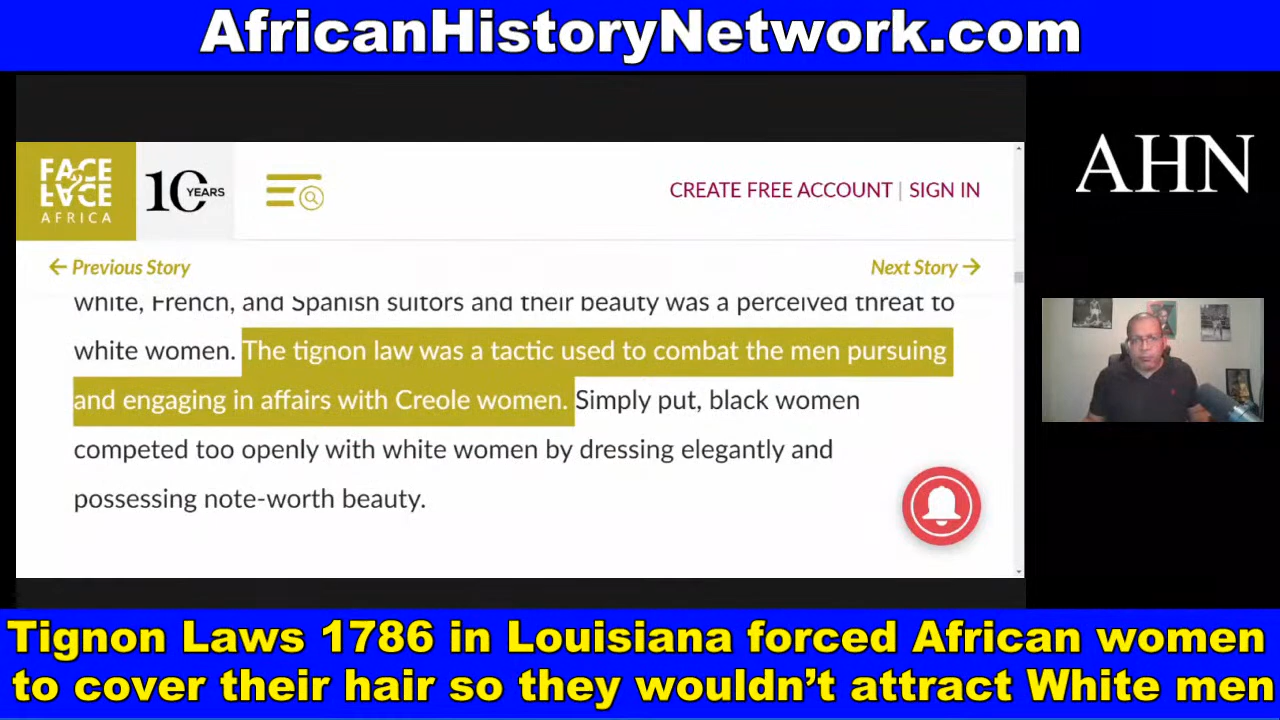 AfricanHistoryNetwork.com
FACE
2
FACE
AFRICA
10 YEARS
CREATE FREE ACCOUNT | SIGN IN
AHN
← Previous Story
Next Story →
white, French, and Spanish suitors and their beauty was a perceived threat to
white women. The tignon law was a tactic used to combat the men pursuing
and engaging in affairs with Creole women. Simply put, black women
competed too openly with white women by dressing elegantly and
possessing note-worth beauty.
Tignon Laws 1786 in Louisiana forced African women
to cover their hair so they wouldn’t attract White men